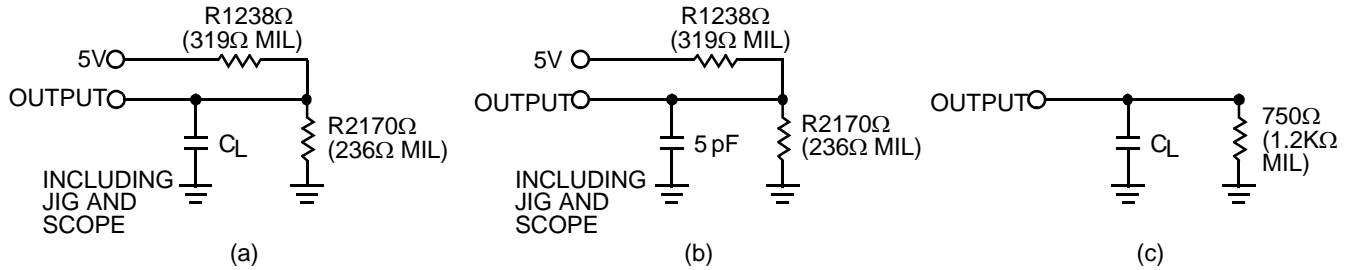 R1238Ω
(319Ω MIL)
5V
OUTPUT
CL
R2170Ω
(236Ω MIL)
INCLUDING
JIG AND
SCOPE
(a)
R1238Ω
(319Ω MIL)
5V
OUTPUT
5 pF
R2170Ω
(236Ω MIL)
INCLUDING
JIG AND
SCOPE
(b)
OUTPUT
CL
750Ω
(1.2KΩ
MIL)
(c)